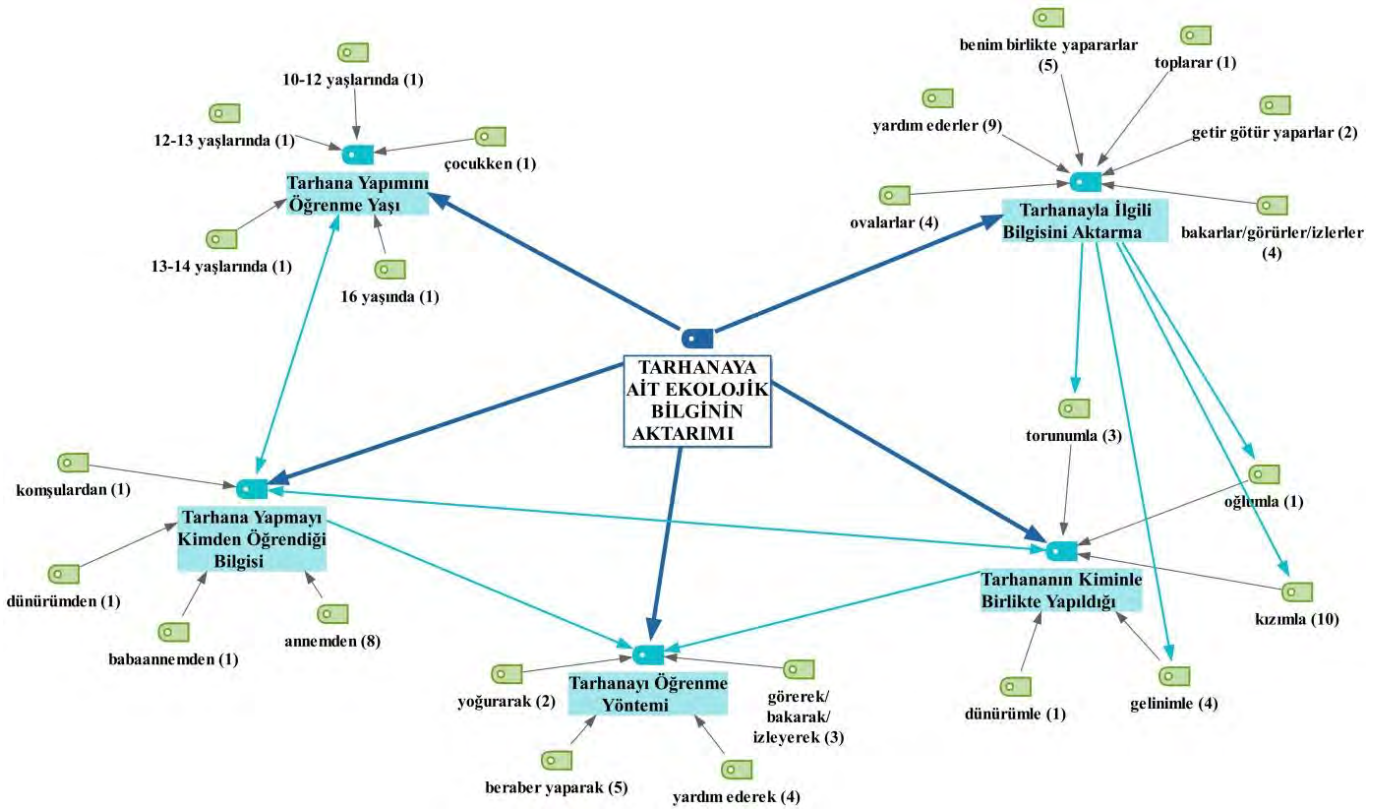 10-12 yaşlarında (1)
12-13 yaşlarında (1)
çocukken (1)
Tarhana Yapımını
Öğrenme Yaşı
13-14 yaşlarında (1)
16 yaşında (1)
benim birlikte yapararlar
(5)
toplarar (1)
yardım ederler (9)
getir götür yaparlar (2)
ovalarlar (4)
Tarhanayla İlgili
Bilgisini Aktarma
bakarlar/görürler/izlerler
(4)
TARHANAYA
AİT EKOLOJİK
BİLGİNİN
AKTARIMI
torunumla (3)
oğlumla (1)
kızımla (10)
Tarhananın Kiminle
Birlikte Yapıldığı
dünürümle (1)
gelinimle (4)
komşulardan (1)
Tarhana Yapmayı
Kimden Öğrendiği
Bilgisi
dünürümden (1)
babaannemden (1)
annemden (8)
Tarhanayı Öğrenme
Yöntemi
yoğurarak (2)
görerek/
bakarak/
izleyerek (3)
beraber yaparak (5)
yardım ederek (4)